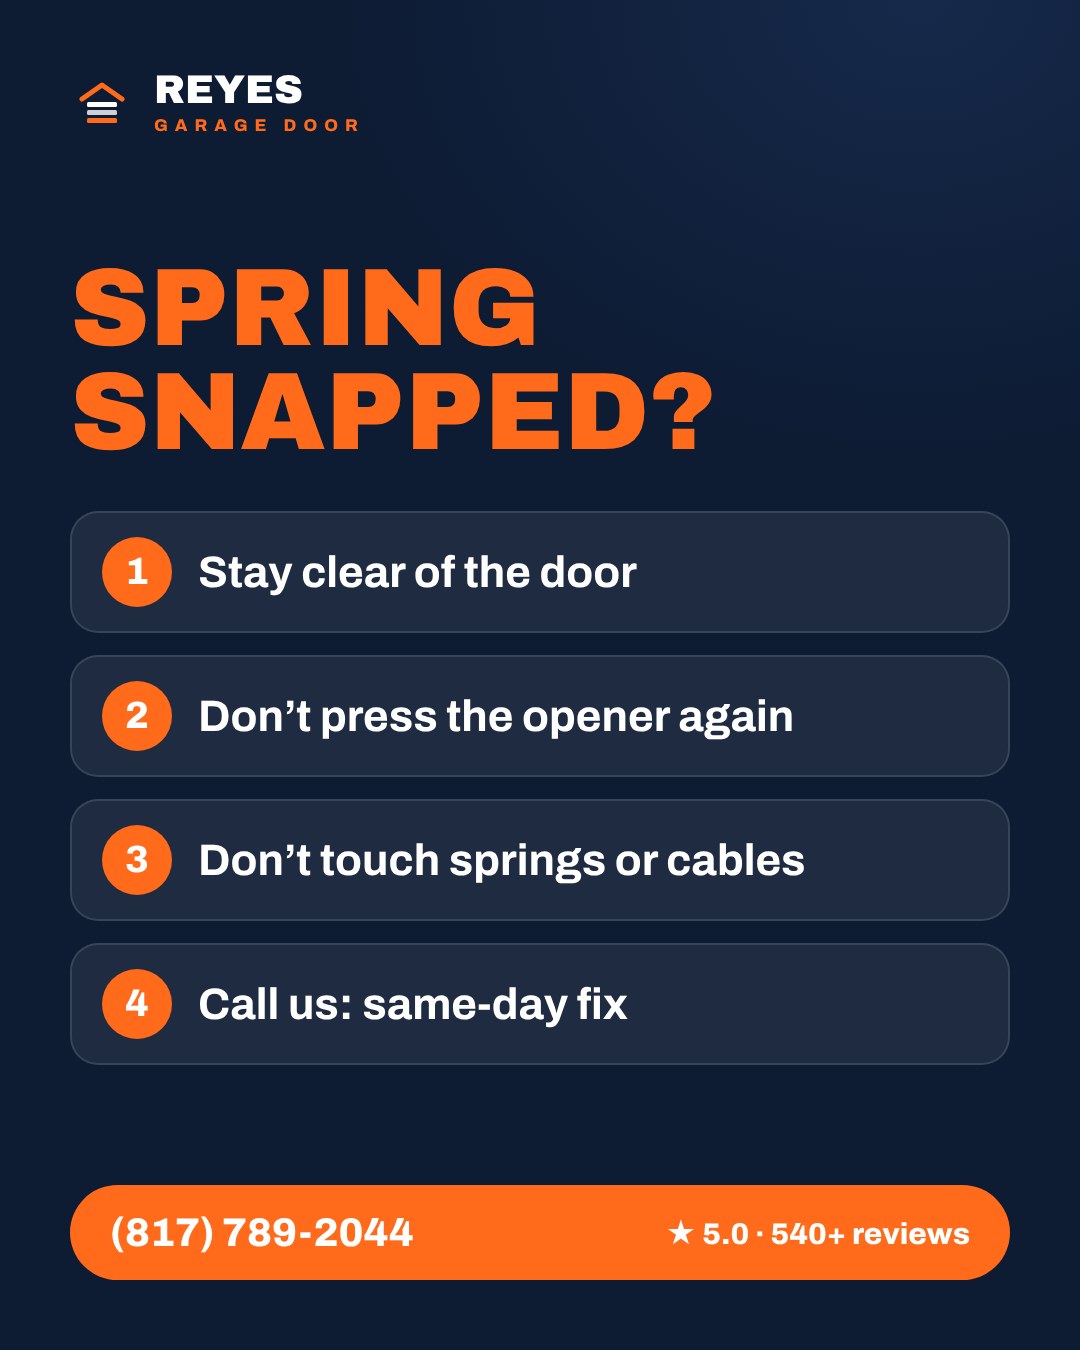 REYES
GARAGE DOOR
SPRING
SNAPPED?
1 Stay clear of the door
2 Don’t press the opener again
3 Don’t touch springs or cables
4 Call us: same-day fix
(817) 789-2044 ★ 5.0 · 540+ reviews